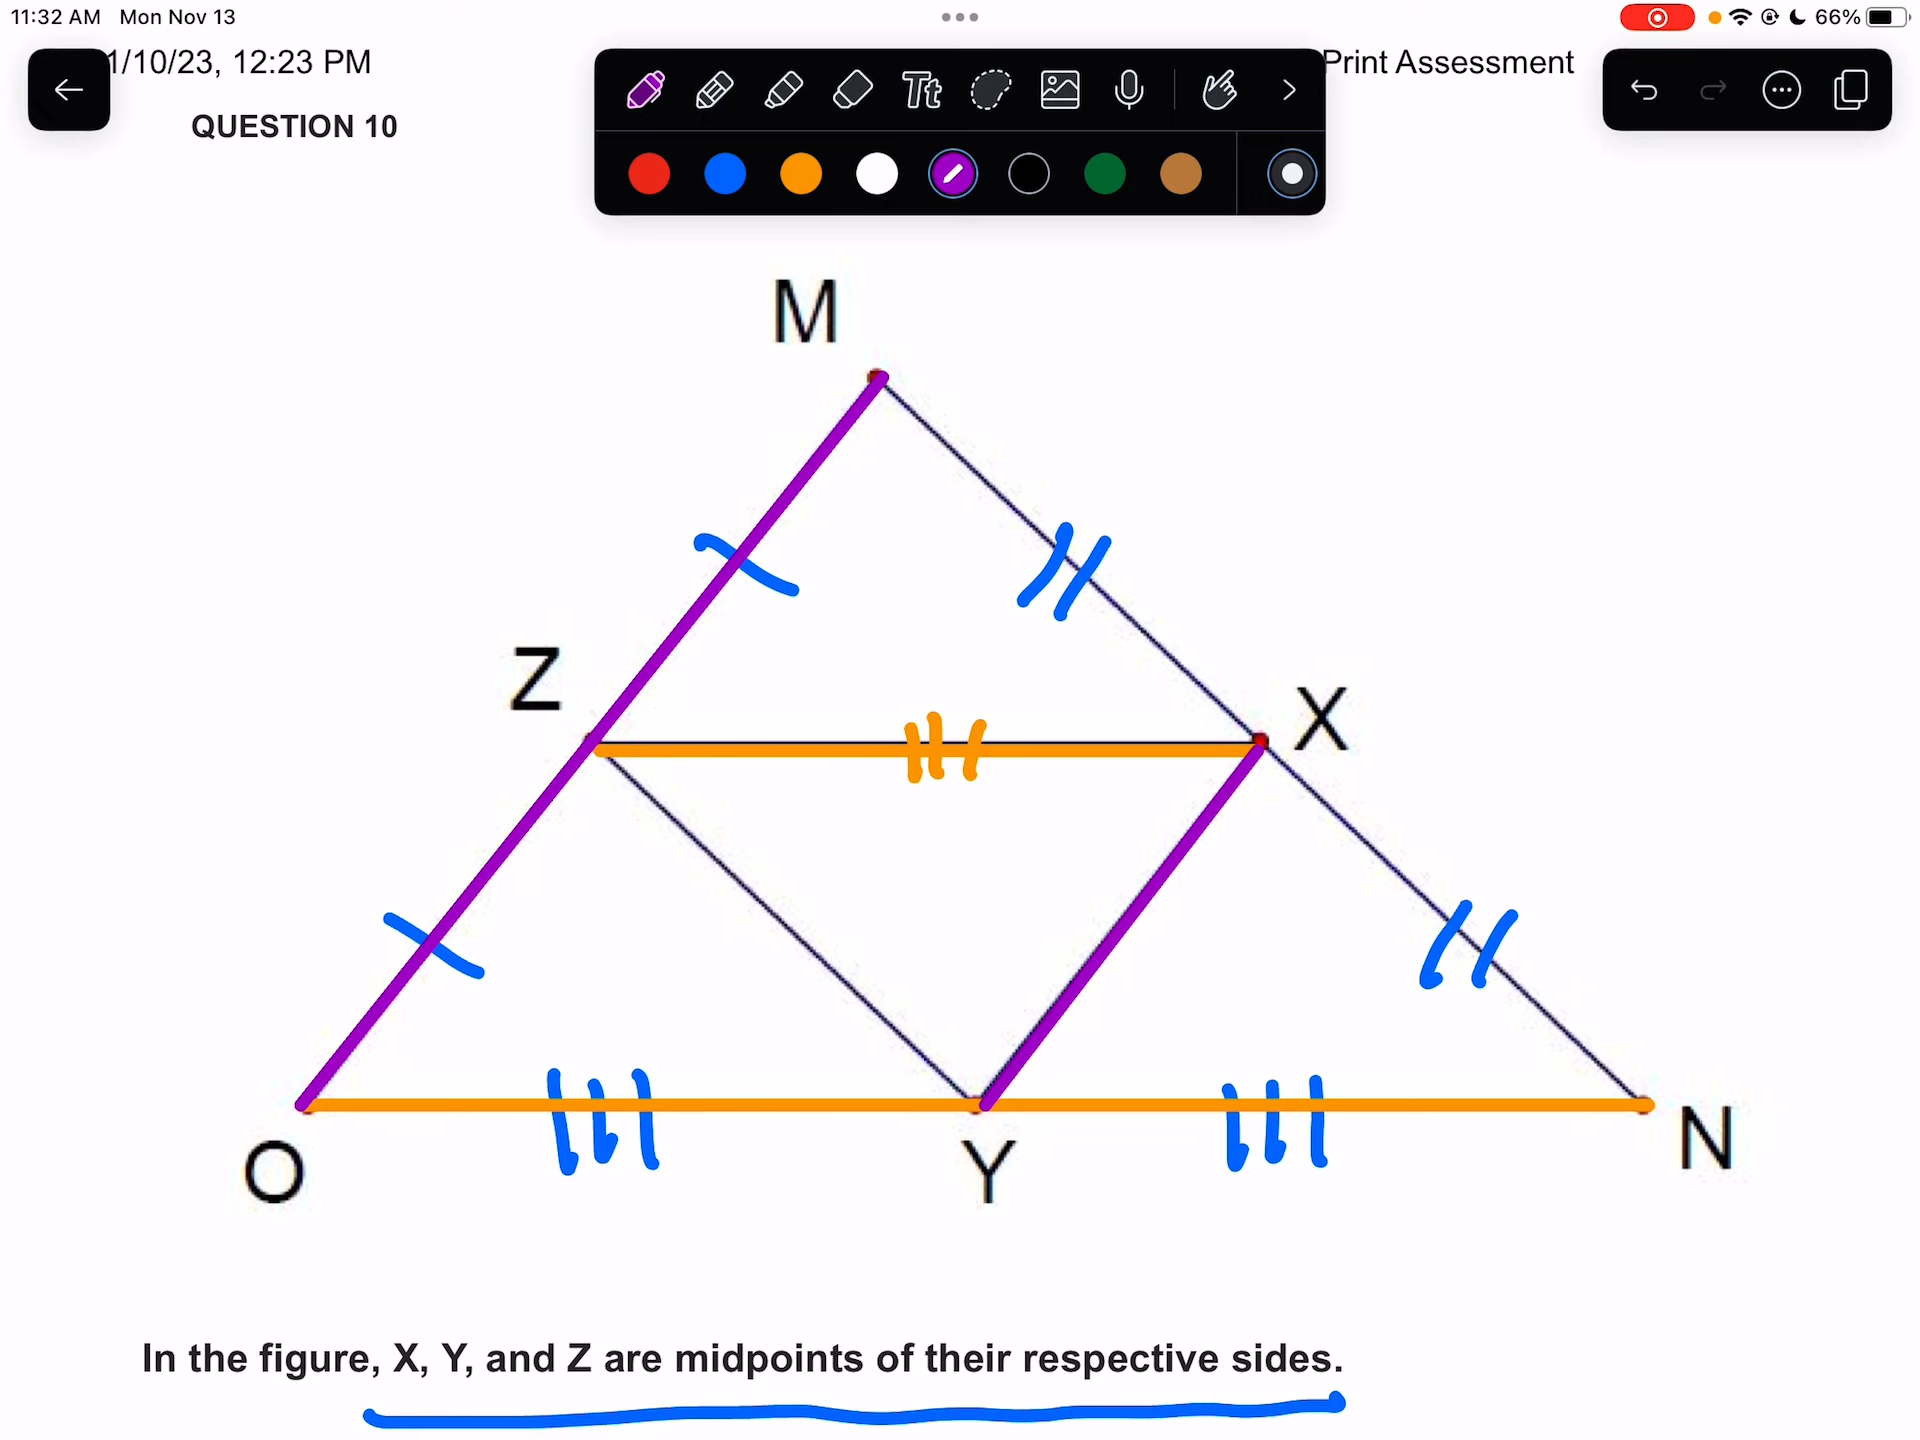 11:32 AM Mon Nov 13
66%
1/10/23, 12:23 PM
Print Assessment
QUESTION 10
Tt
M
Z
X
O
Y
N
In the figure, X, Y, and Z are midpoints of their respective sides.